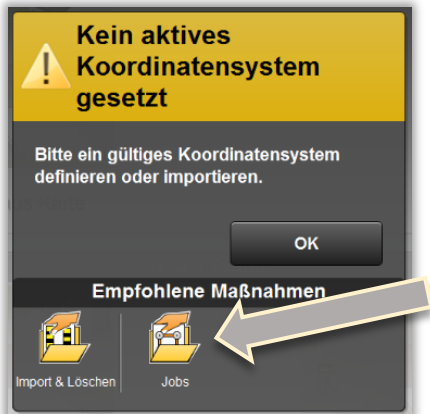 Kein aktives
Koordinatensystem
gesetzt
Bitte ein gültiges Koordinatensystem
definieren oder importieren.
OK
Empfohlene Maßnahmen
Import & Löschen
Jobs